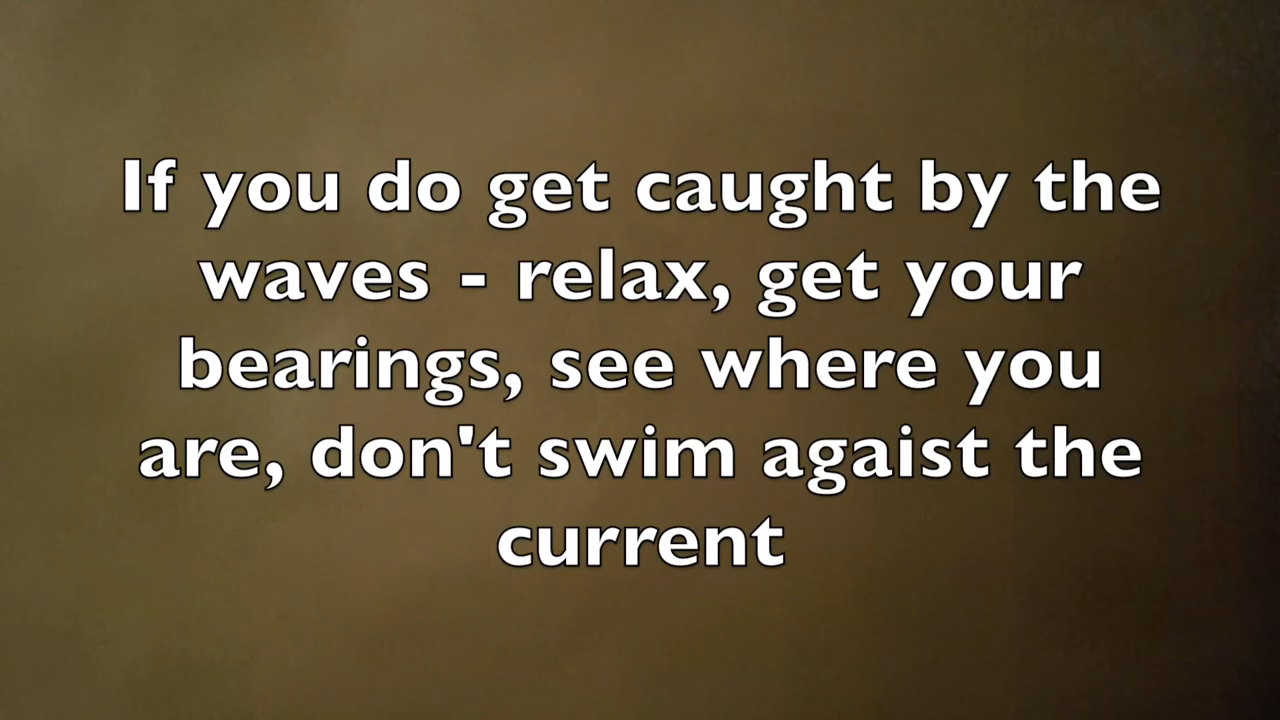 If you do get caught by the
waves - relax, get your
bearings, see where you
are, don't swim agaist the
current